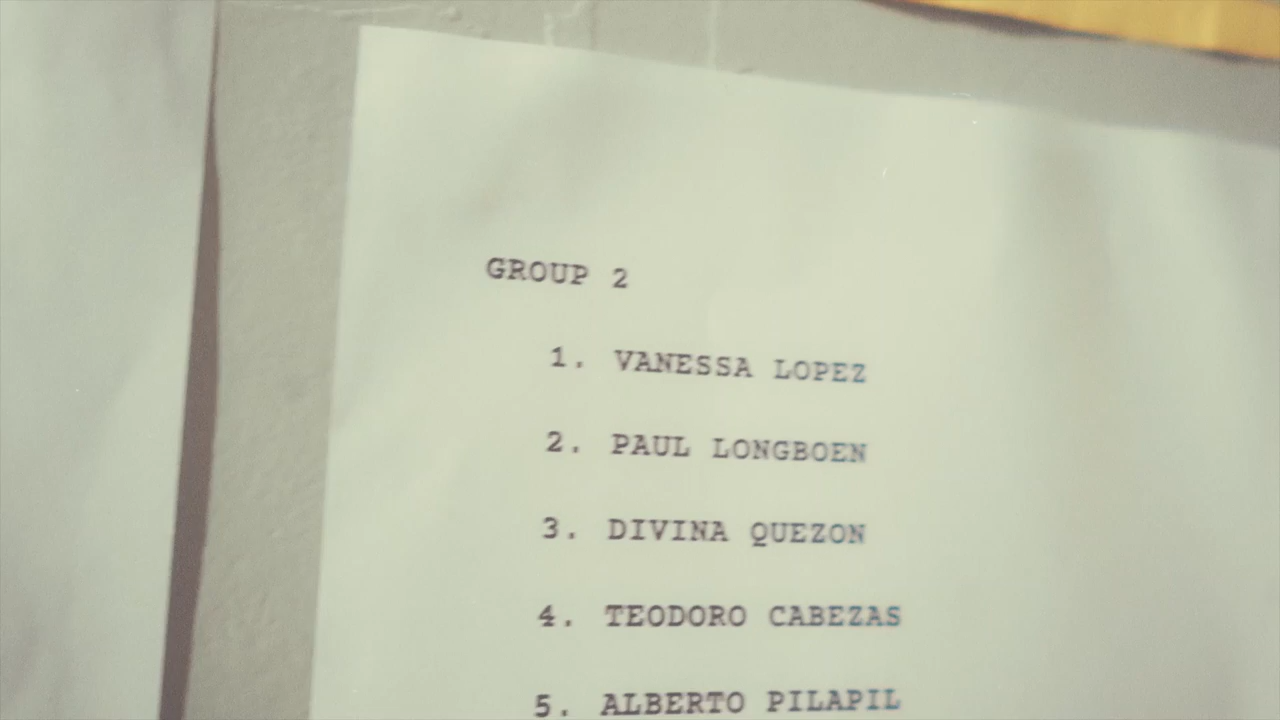 GROUP 2
1. VANESSA LOPEZ
2. PAUL LONGBOEN
3. DIVINA QUEZON
4. TEODORO CABEZAS
5. ALBERTO PILAPIL